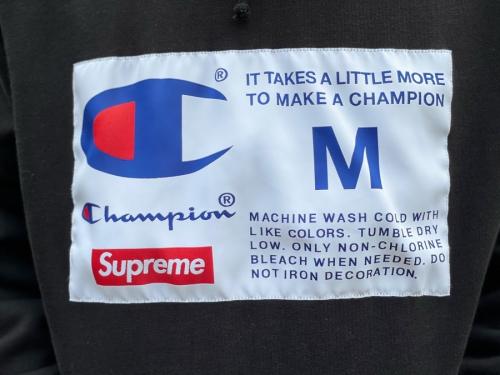 ®
IT TAKES A LITTLE MORE
TO MAKE A CHAMPION
M
Champion®
Supreme
MACHINE WASH COLD WITH
LIKE COLORS. TUMBLE DRY
LOW. ONLY NON-CHLORINE
BLEACH WHEN NEEDED. DO
NOT IRON DECORATION.